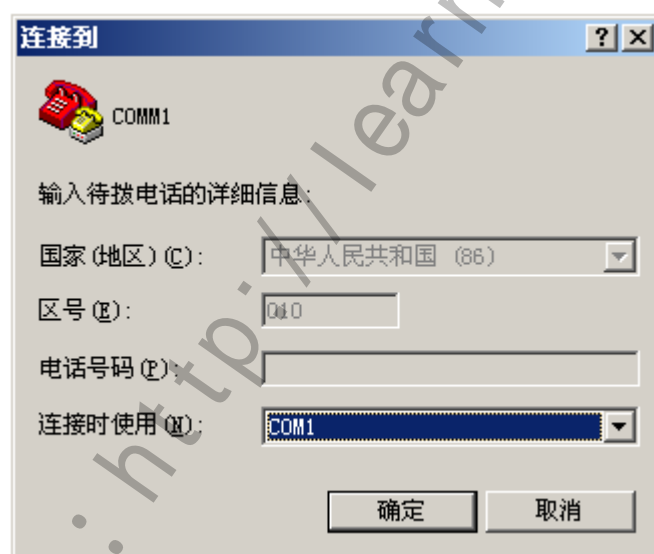 连接到
COMM1
输入待拨电话的详细信息:
国家(地区)(C): 中华人民共和国 (86)
区号(E): 010
电话号码(P):
连接时使用(N): COM1
确定 取消
: http://learn